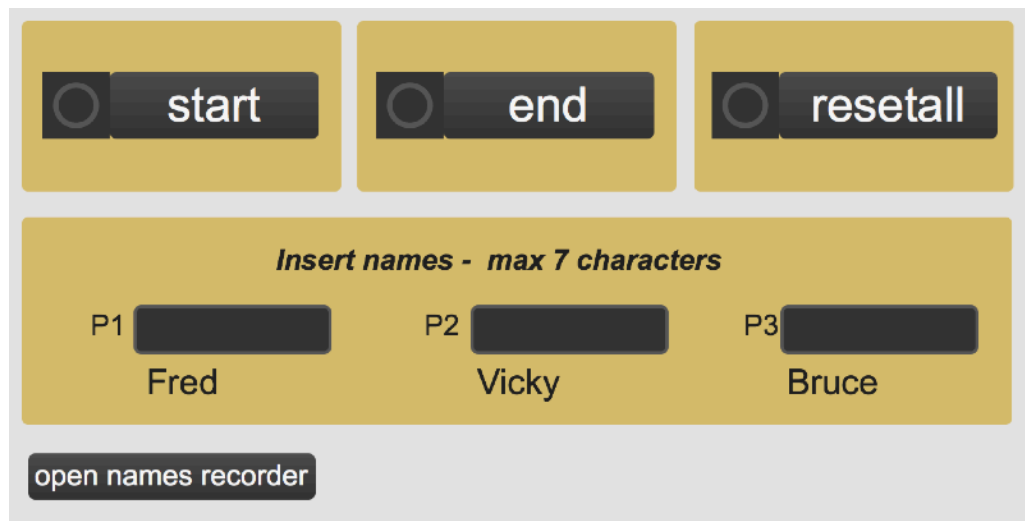 start end resetall
Insert names - max 7 characters
P1 P2 P3
Fred Vicky Bruce
open names recorder